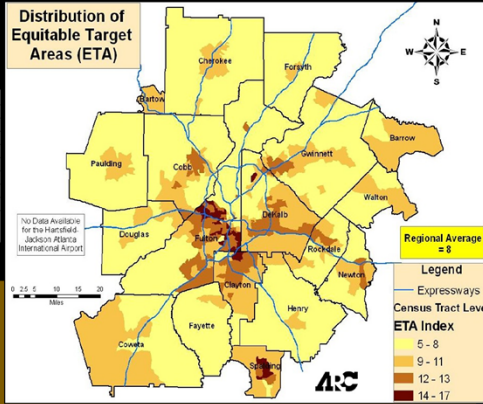 Distribution of
Equitable Target
Areas (ETA)
N
W
E
S
Cherokee
Forsyth
Bartow
Barrow
Gwinnett
Cobb
Paulding
Walton
No Data Available
for the Hartsfield-
Jackson Atlanta
International Airport
Douglas
DeKalb
Fulton
Rockdale
Regional Average
= 8
Newton
Clayton
Henry
Fayette
Coweta
Spalding
0 2.5 5 10 15 20
Miles
Legend
Expressways
Census Tract Leve
ETA Index
5 - 8
9 - 11
12 - 13
14 - 17
ARC